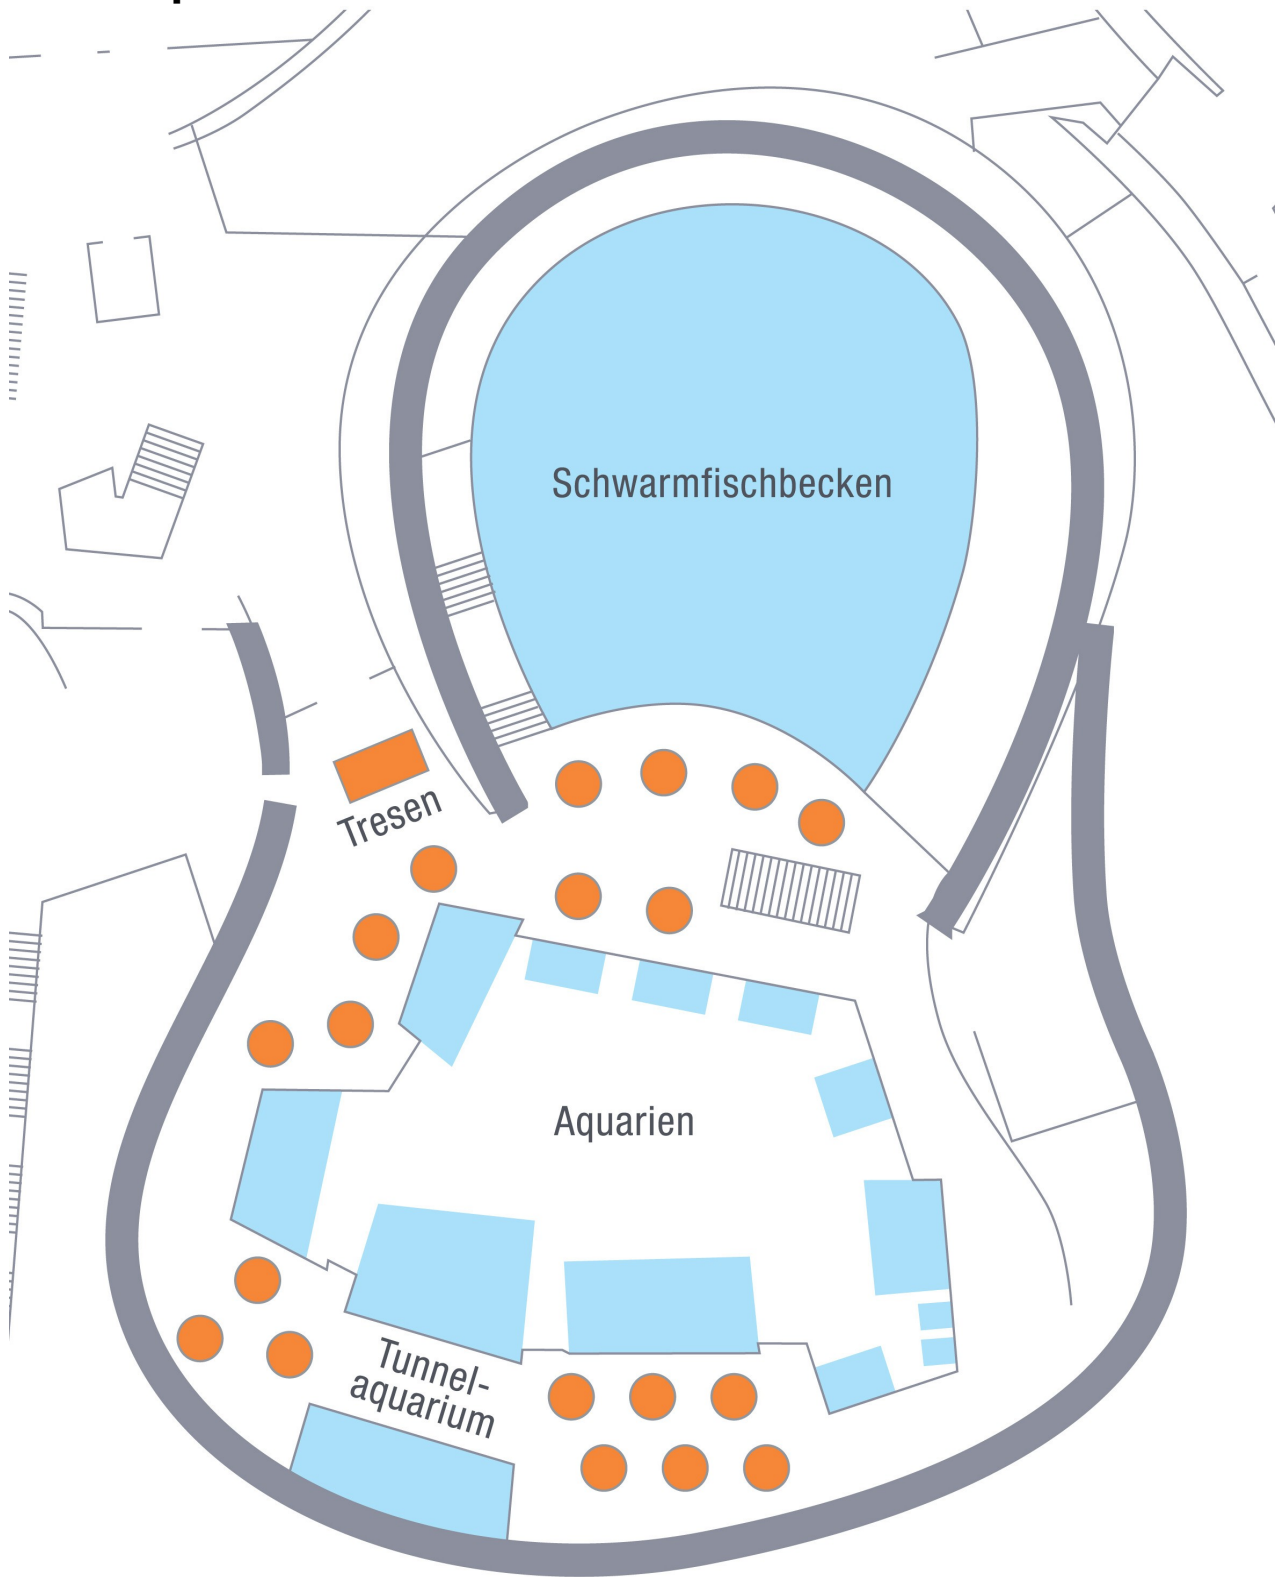 Schwarmfischbecken
Tresen
Aquarien
Tunnel-
aquarium